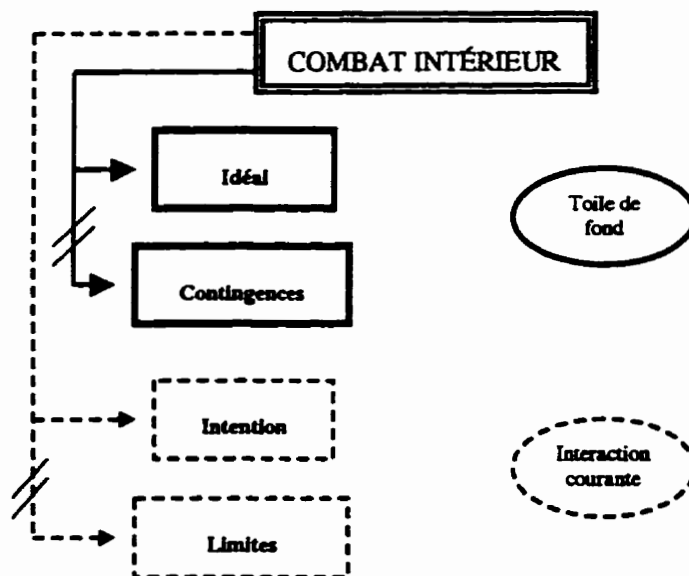 COMBAT INTÉRIEUR
Idéal
Toile de
fond
Contingences
Intention
Interaction
courante
Limites